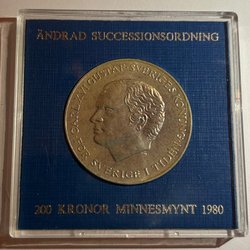 ÄNDRAD SUCCESSIONSORDNING
CARL XVI GUSTAF SVERIGES KONUNG
FÖR SVERIGE I TIDEN
200 KRONOR MINNESMYNT 1980